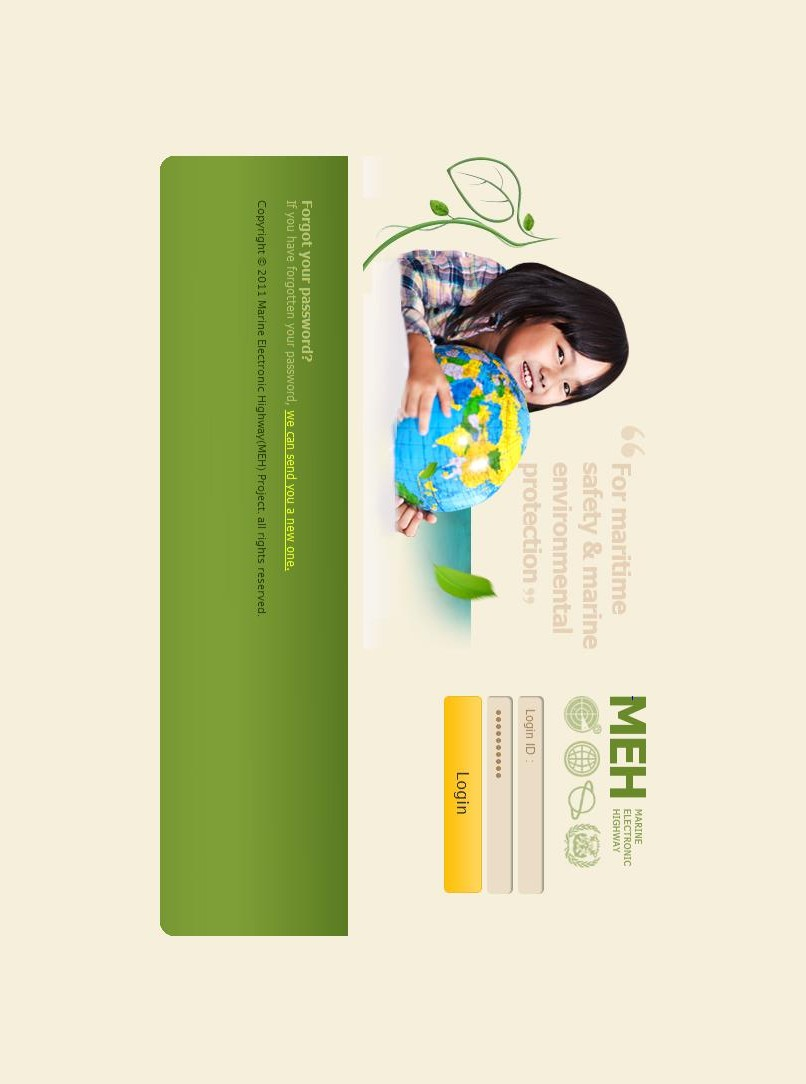 “For maritime
safety & marine
environmental
protection”
MEH
MARINE
ELECTRONIC
HIGHWAY
Login ID :
Login
Forgot your password?
If you have forgotten your password, we can send you a new one.
Copyright © 2011 Marine Electronic Highway(MEH) Project. all rights reserved.